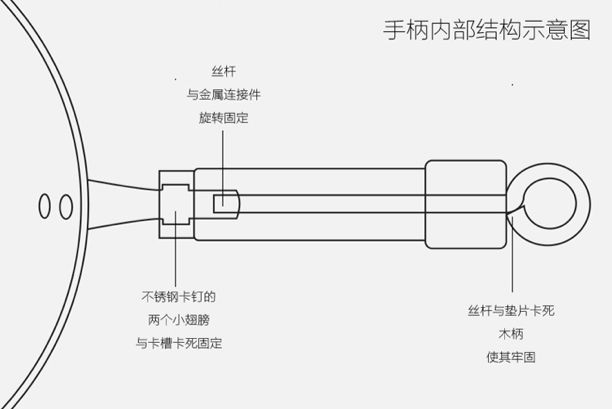 手柄内部结构示意图
丝杆
与金属连接件
旋转固定
不锈钢卡钉的
两个小翅膀
与卡槽卡死固定
丝杆与垫片卡死
木柄
使其牢固